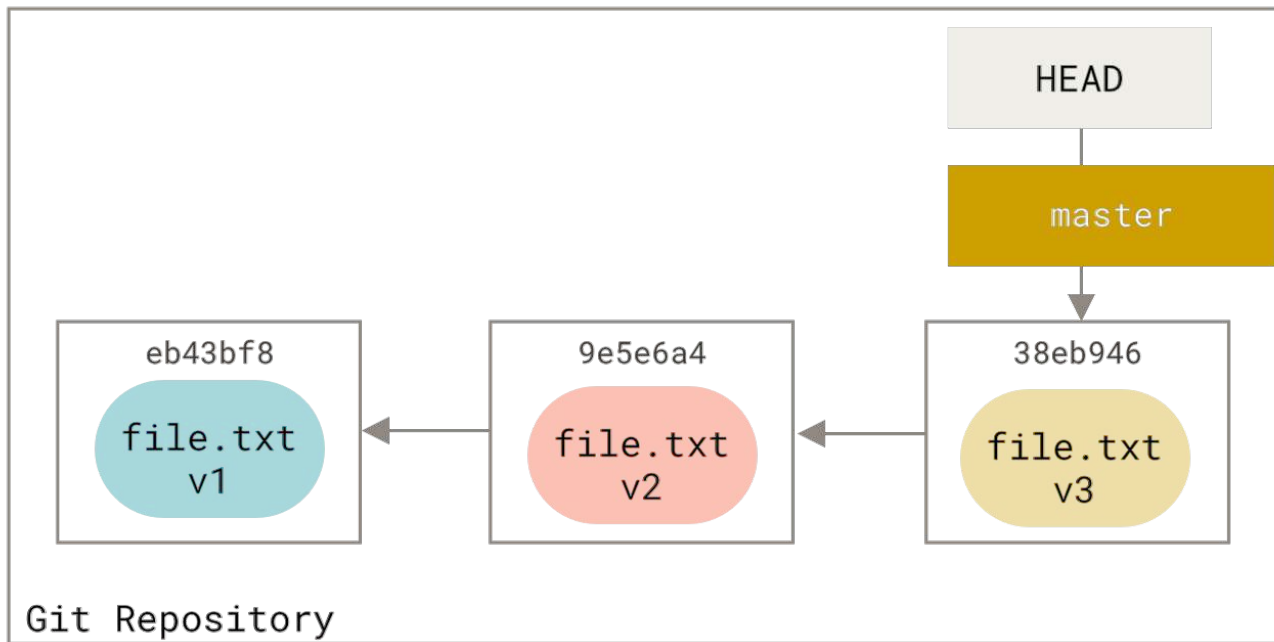 HEAD
master
eb43bf8
file.txt
v1
9e5e6a4
file.txt
v2
38eb946
file.txt
v3
Git Repository